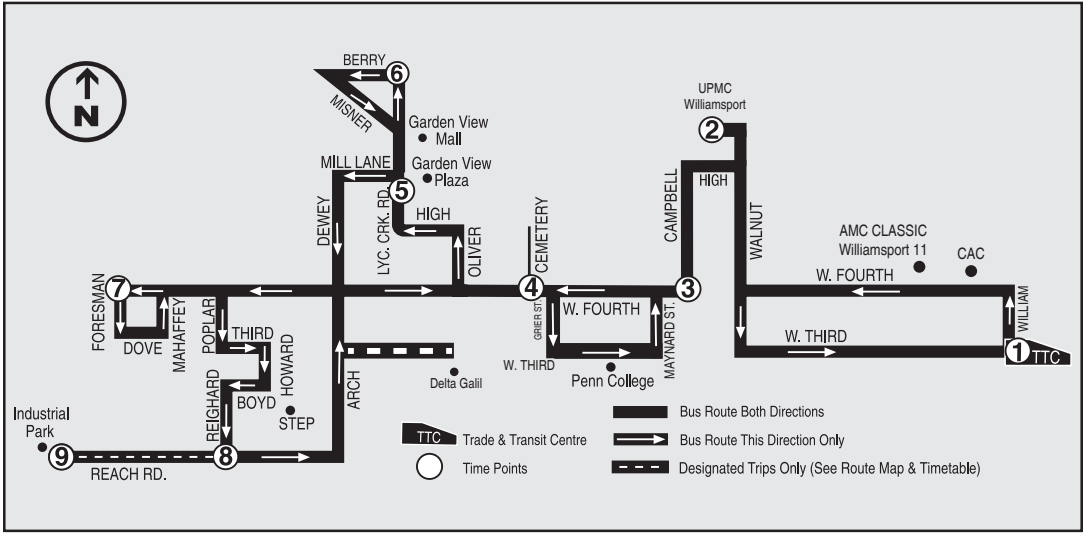 BERRY
6
MISNER
N
UPMC
Williamsport
2
Garden View
Mall
MILL LANE
Garden View
Plaza
5
HIGH
CAMPBELL
DEWEY
LYC. CRK. RD.
HIGH
OLIVER
CEMETERY
WALNUT
AMC CLASSIC
Williamsport 11
CAC
W. FOURTH
7
4
3
FORESMAN
MAHAFFEY
POPLAR
GRIER ST.
W. FOURTH
MAYNARD ST.
WILLIAM
DOVE
THIRD
HOWARD
W. THIRD
W. THIRD
1
TTC
Delta Galil
Penn College
REIGHARD
BOYD
ARCH
STEP
Industrial
Park
9
REACH RD.
8
TTC
Trade & Transit Centre
Time Points
Bus Route Both Directions
Bus Route This Direction Only
Designated Trips Only (See Route Map & Timetable)